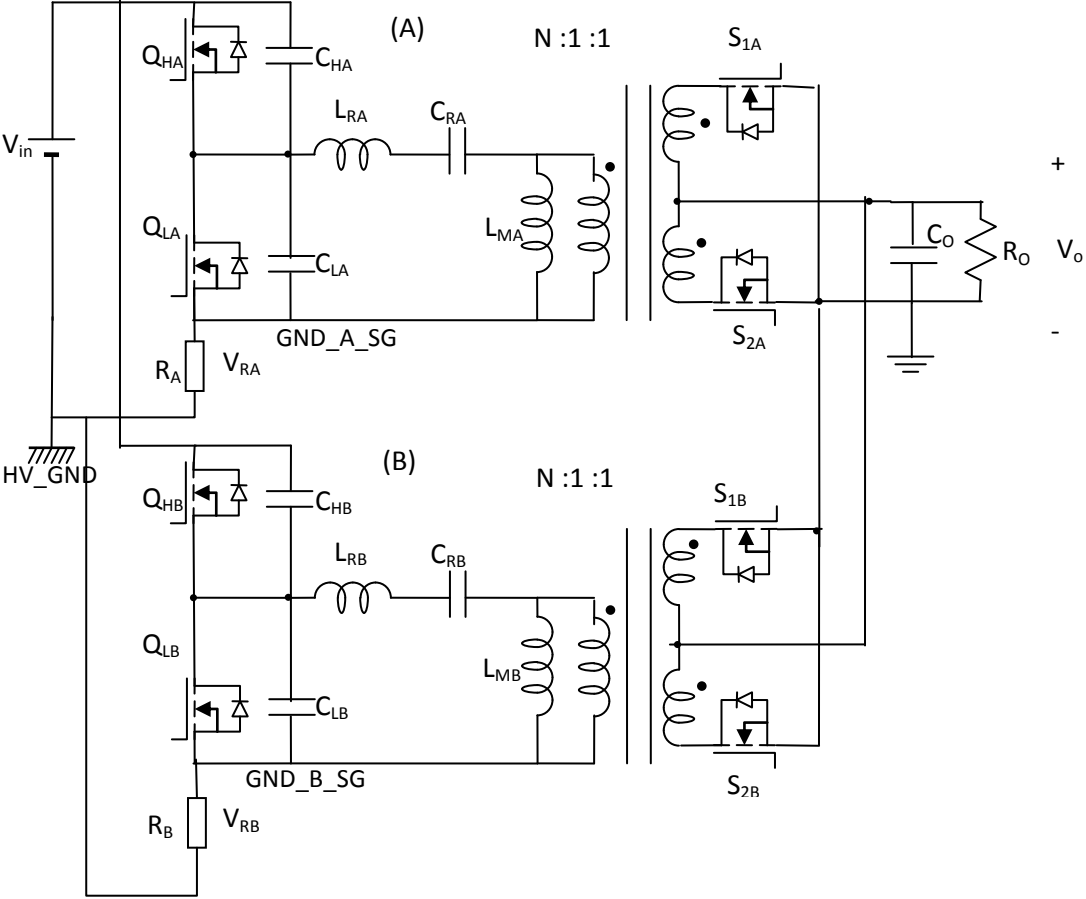 (A)
N :1 :1
S1A
QHA
CHA
LRA
CRA
Vin
+
QLA
LMA
CO
RO
Vo
CLA
GND_A_SG
S2A
-
RA
VRA
HV_GND
(B)
N :1 :1
S1B
QHB
CHB
LRB
CRB
QLB
LMB
CLB
GND_B_SG
S2B
RB
VRB